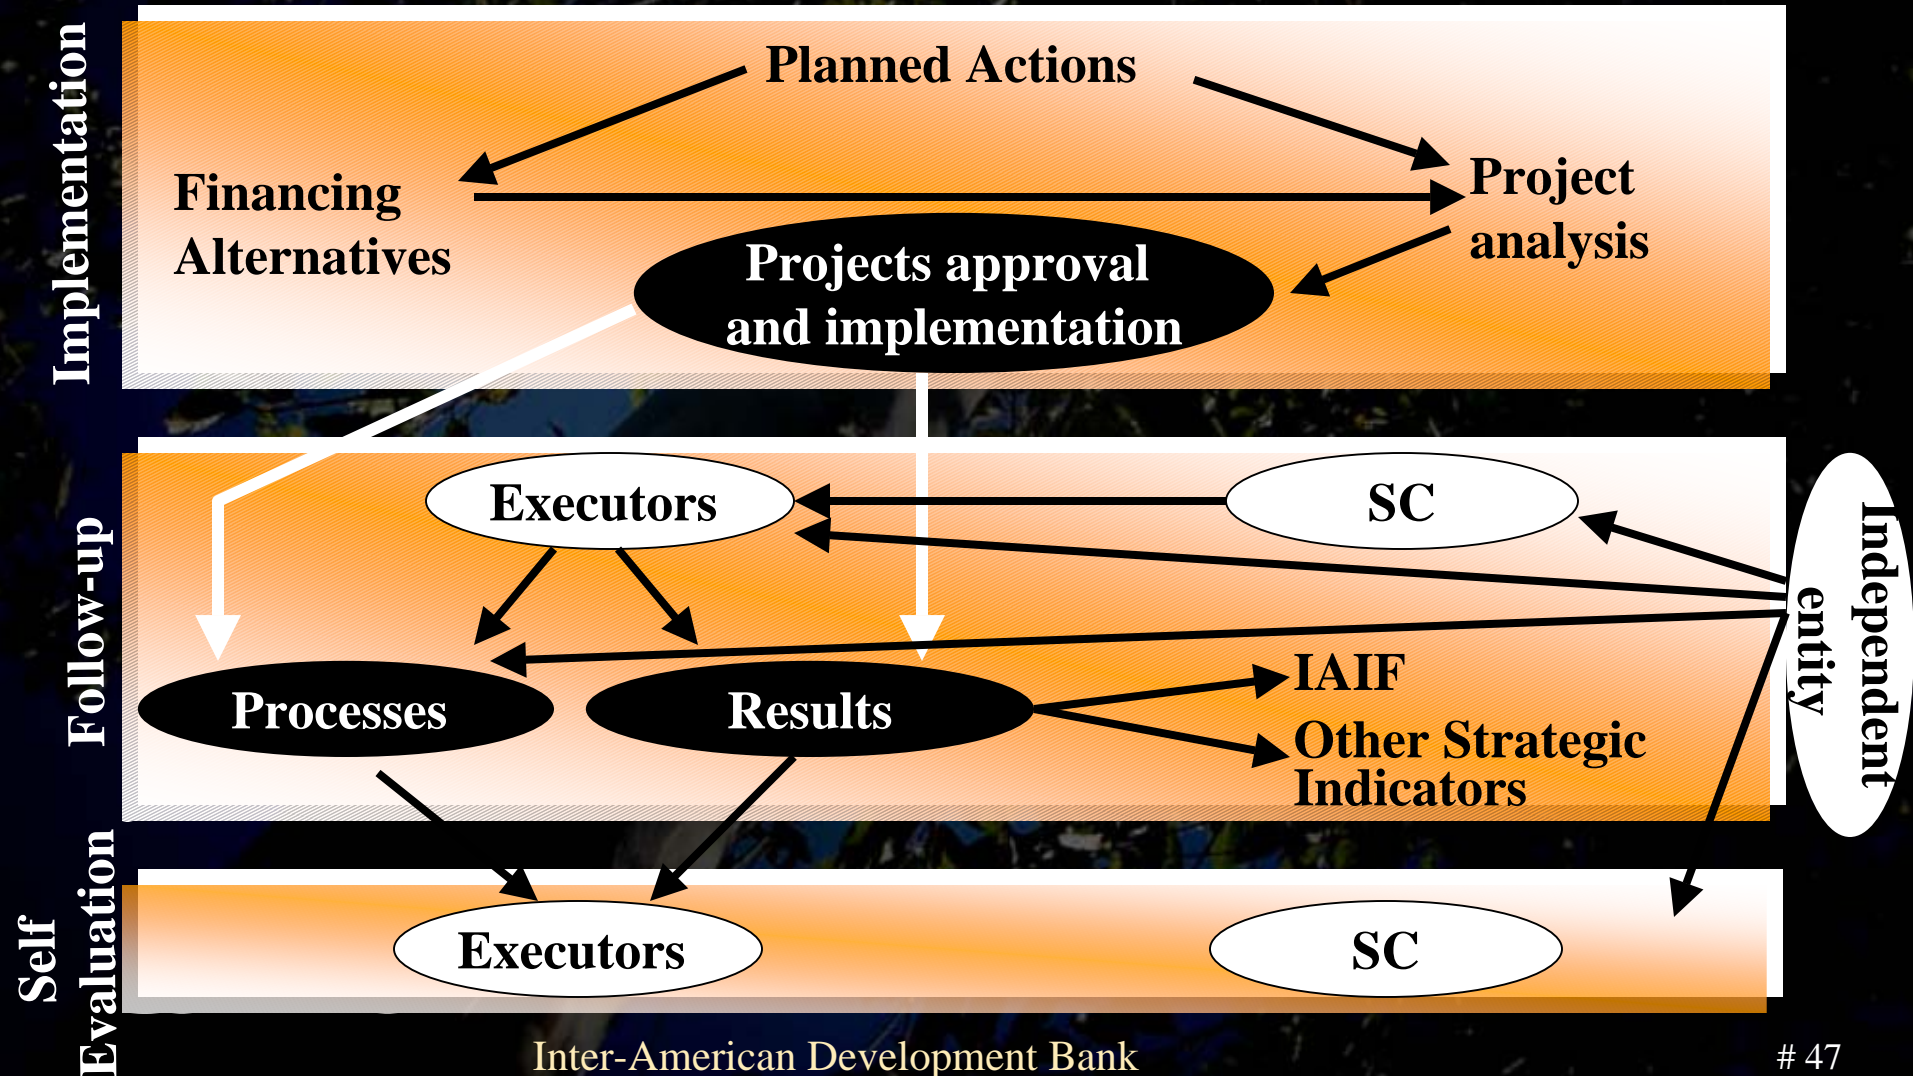 Implementation
Planned Actions
Financing
Alternatives
Project
analysis
Projects approval
and implementation
Follow-up
Executors
SC
Independent
entity
Processes
Results
IAIF
Other Strategic
Indicators
Self
Evaluation
Executors
SC
Inter-American Development Bank
# 47